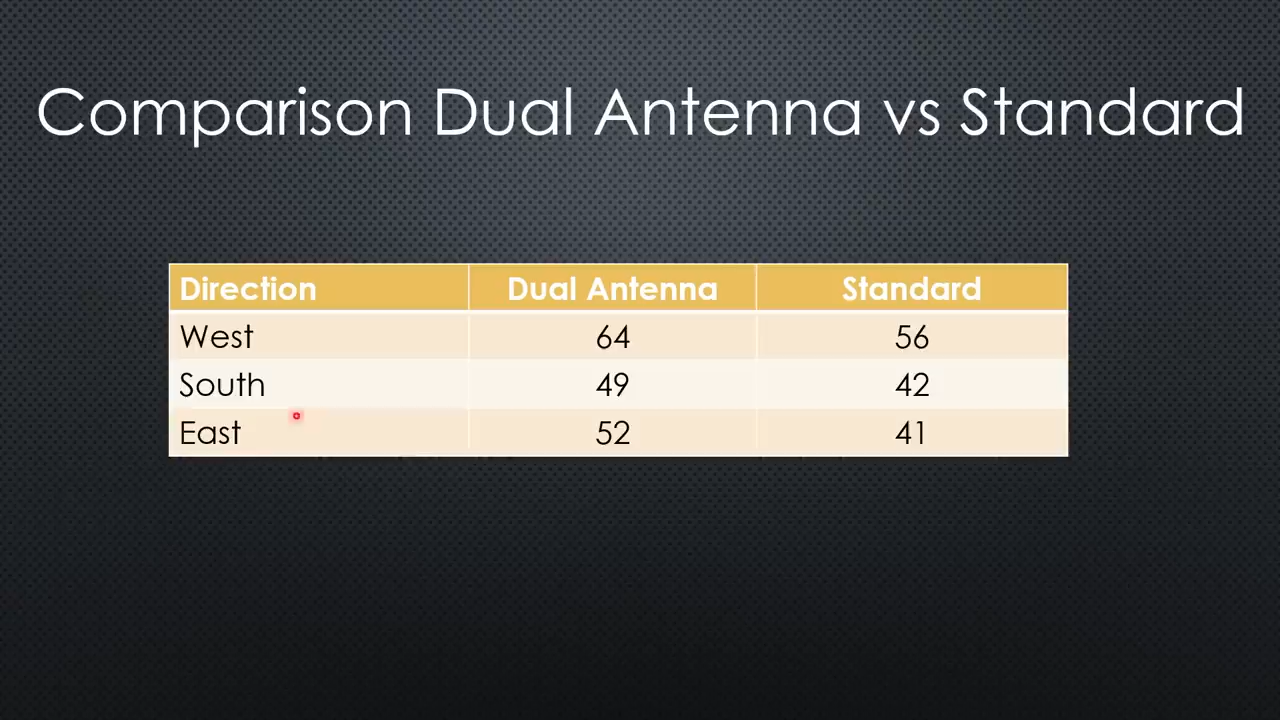 Comparison Dual Antenna vs Standard
Direction Dual Antenna Standard
West 64 56
South 49 42
East 52 41